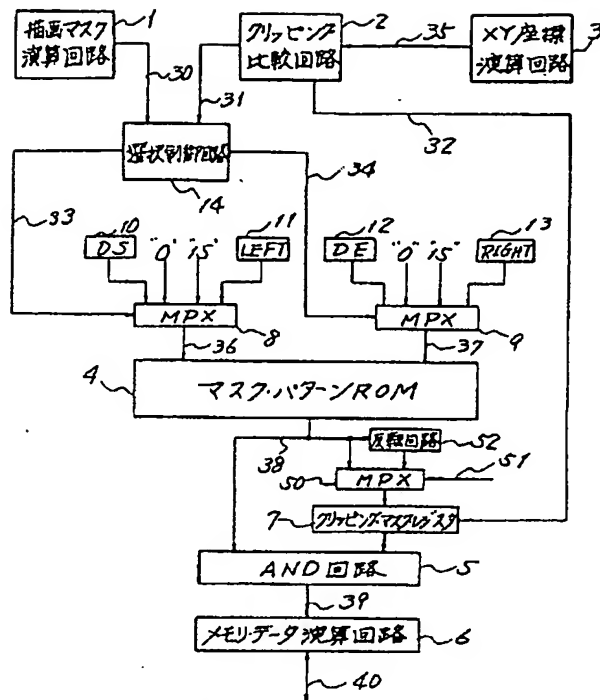 描画マスク
演算回路
1
クリッピング
比較回路
2
35
XY座標
演算回路
3
30
31
32
選択制御回路
14
33
34
10
DS
"0" "15"
11
LEFT
12
DE
"0" "15"
13
RIGHT
MPX
8
MPX
9
36
37
4
マスク・パターンROM
38
反転回路
52
50
MPX
51
7
クリッピングマスクレジスタ
AND回路
5
39
メモリ・データ演算回路
6
40